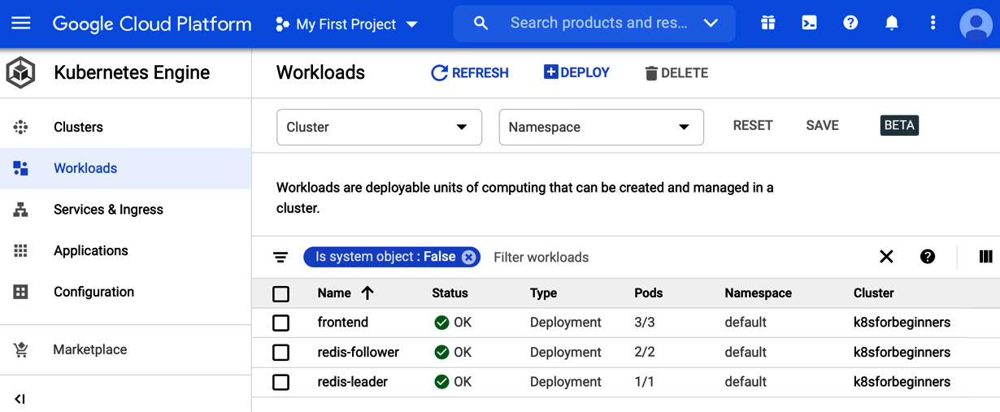 Google Cloud Platform My First Project Search products and res...
Kubernetes Engine Workloads REFRESH DEPLOY DELETE
Clusters
Workloads
Services & Ingress
Applications
Configuration
Marketplace
Cluster Namespace RESET SAVE BETA
Workloads are deployable units of computing that can be created and managed in a
cluster.
Is system object : False Filter workloads
Name Status Type Pods Namespace Cluster
frontend OK Deployment 3/3 default k8sforbeginners
redis-follower OK Deployment 2/2 default k8sforbeginners
redis-leader OK Deployment 1/1 default k8sforbeginners